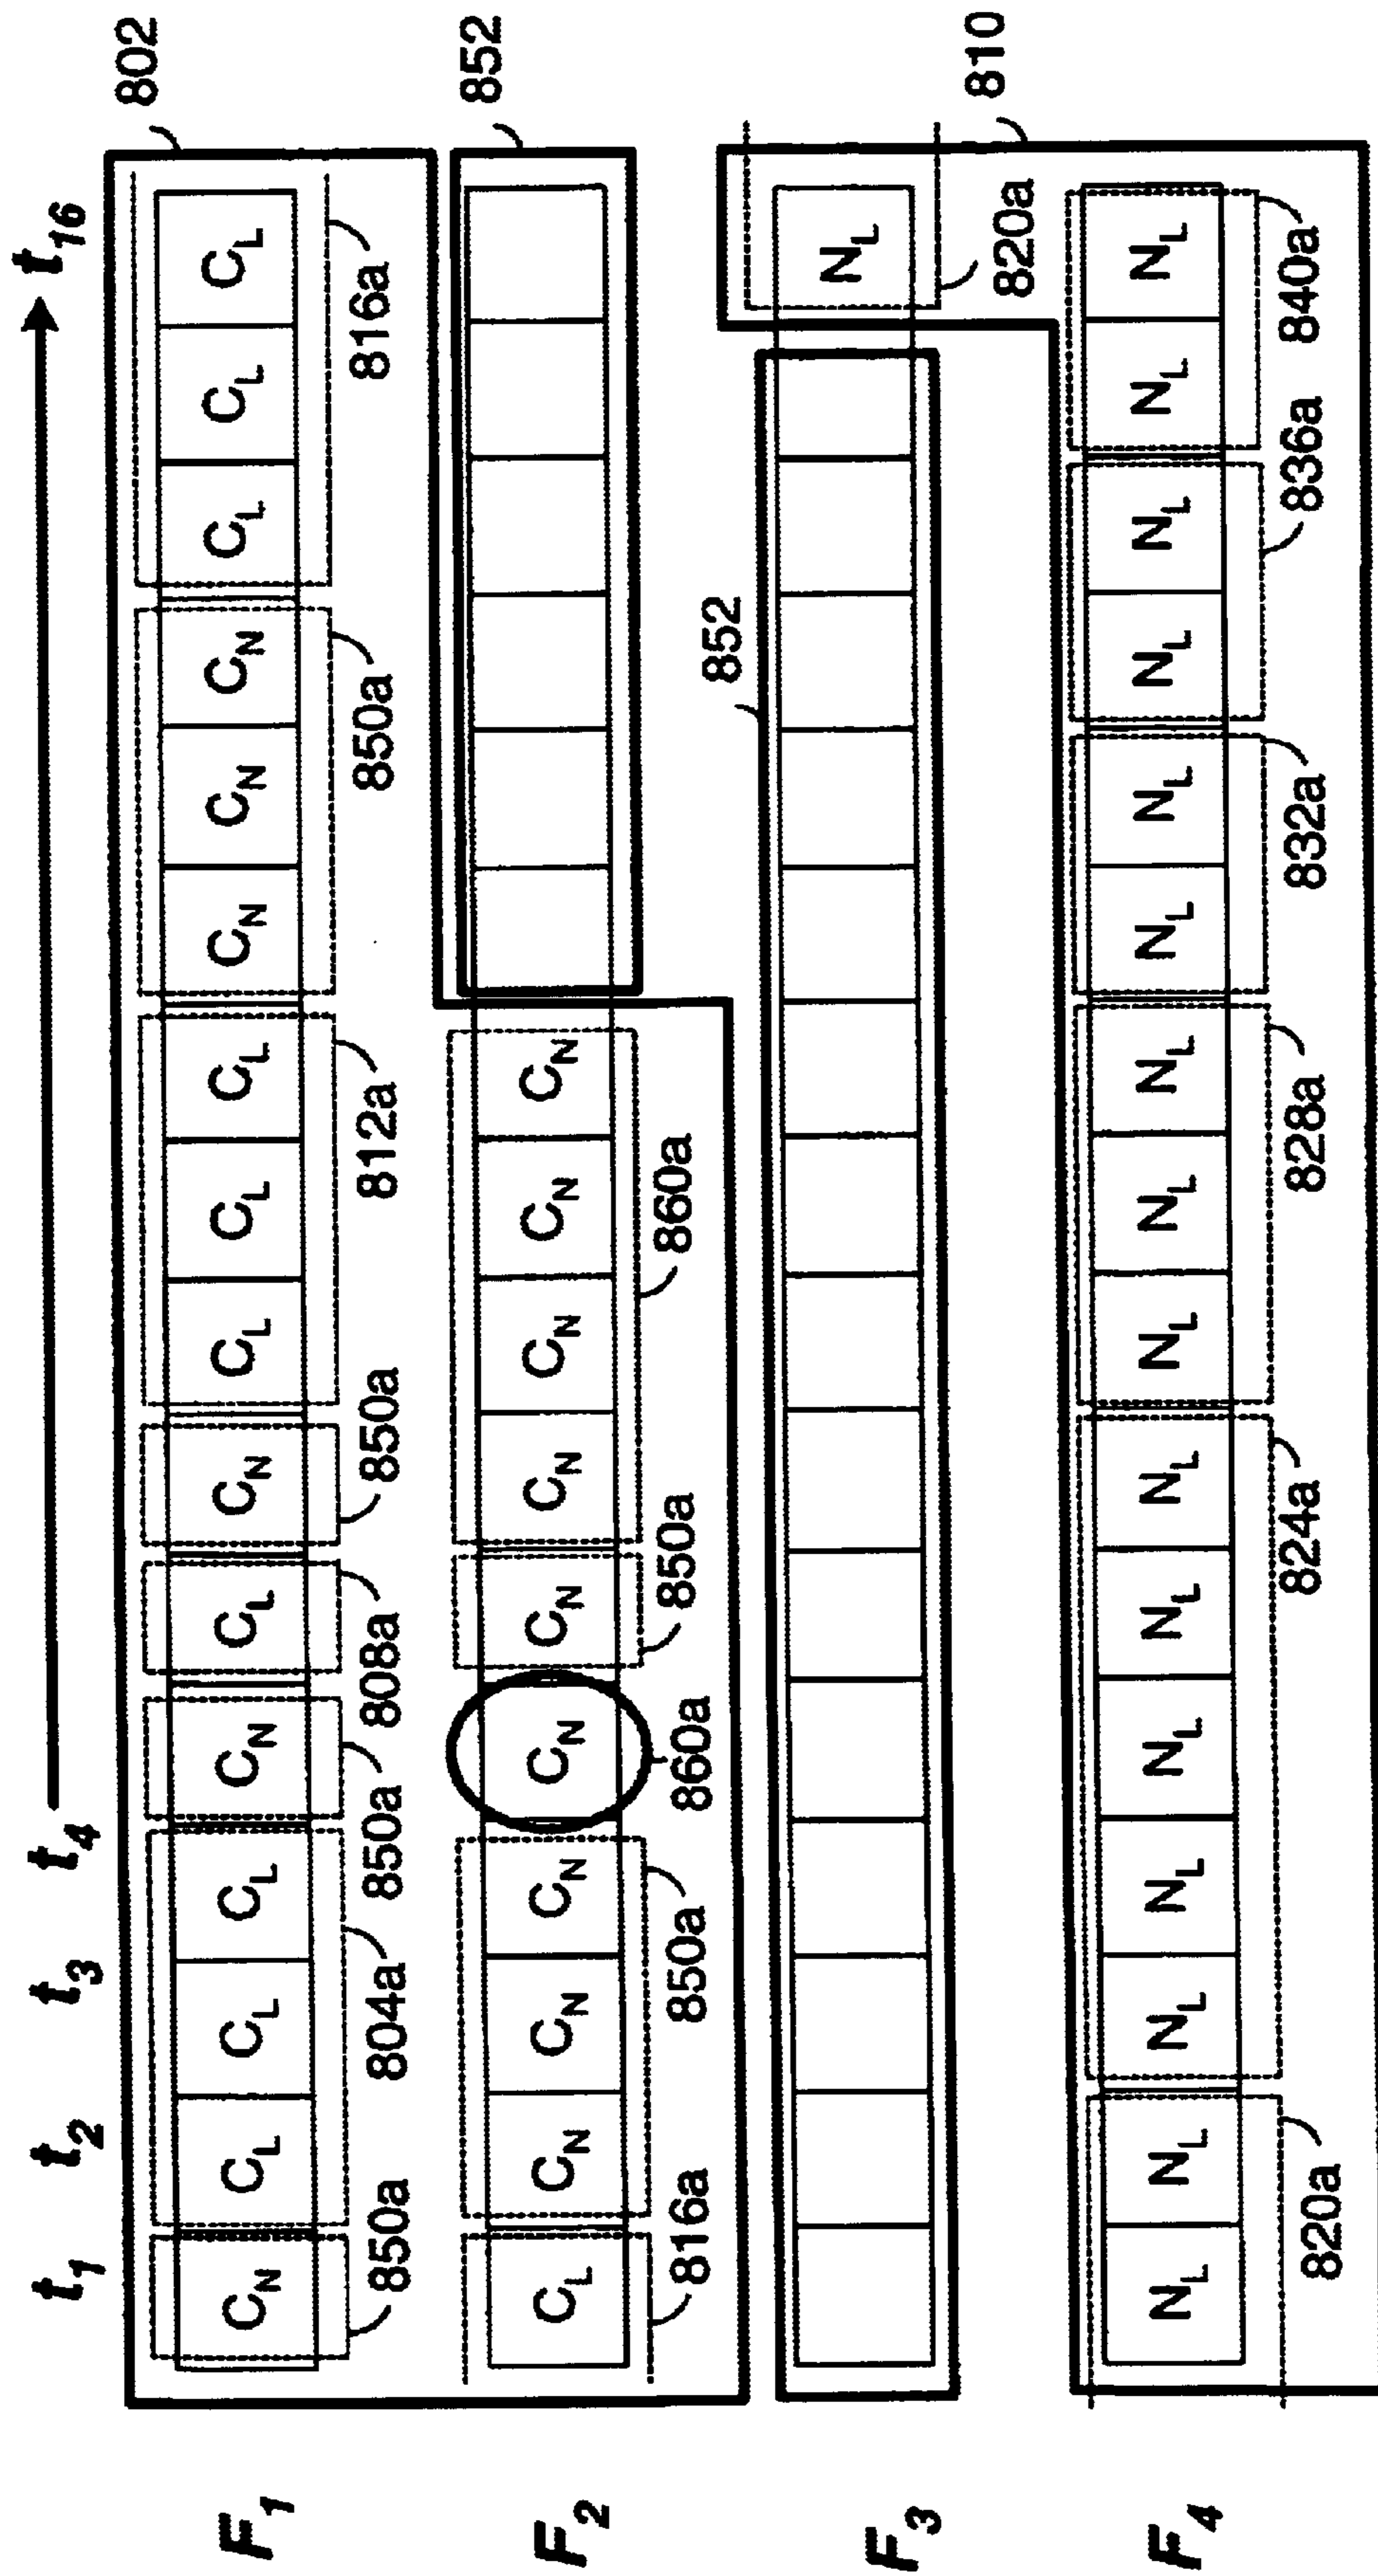 t1 t2 t3 t4 t16
802
F1 CN CL CL CL CN CL CN CL CL CL CN CN CN CL CL CL
850a 804a 850a 808a 850a 812a 850a 816a
852
F2 CL CN CN CN CN CN CN CN CN CN
816a 850a 860a 850a 860a
852
F3 NL
820a 810
F4 NL NL NL NL NL NL NL NL NL NL NL NL NL NL NL NL
820a 824a 828a 832a 836a 840a